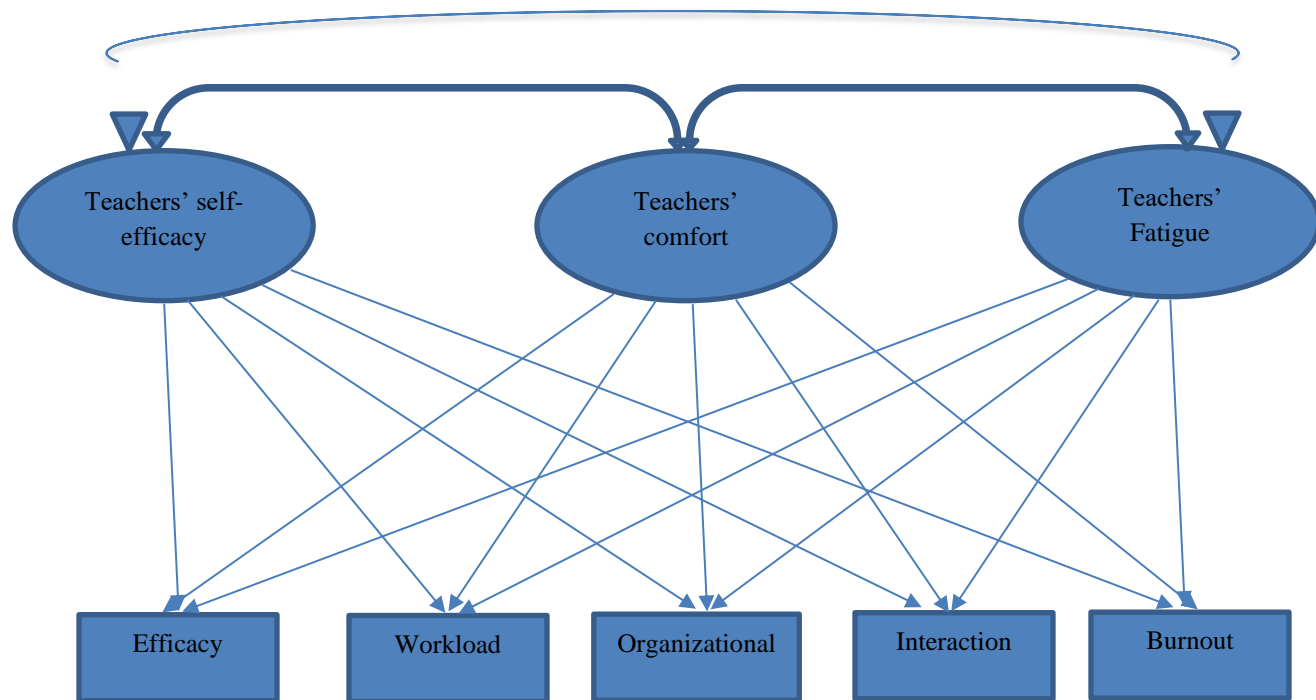 Teachers’ self-
efficacy
Teachers’
comfort
Teachers’
Fatigue
Efficacy
Workload
Organizational
Interaction
Burnout